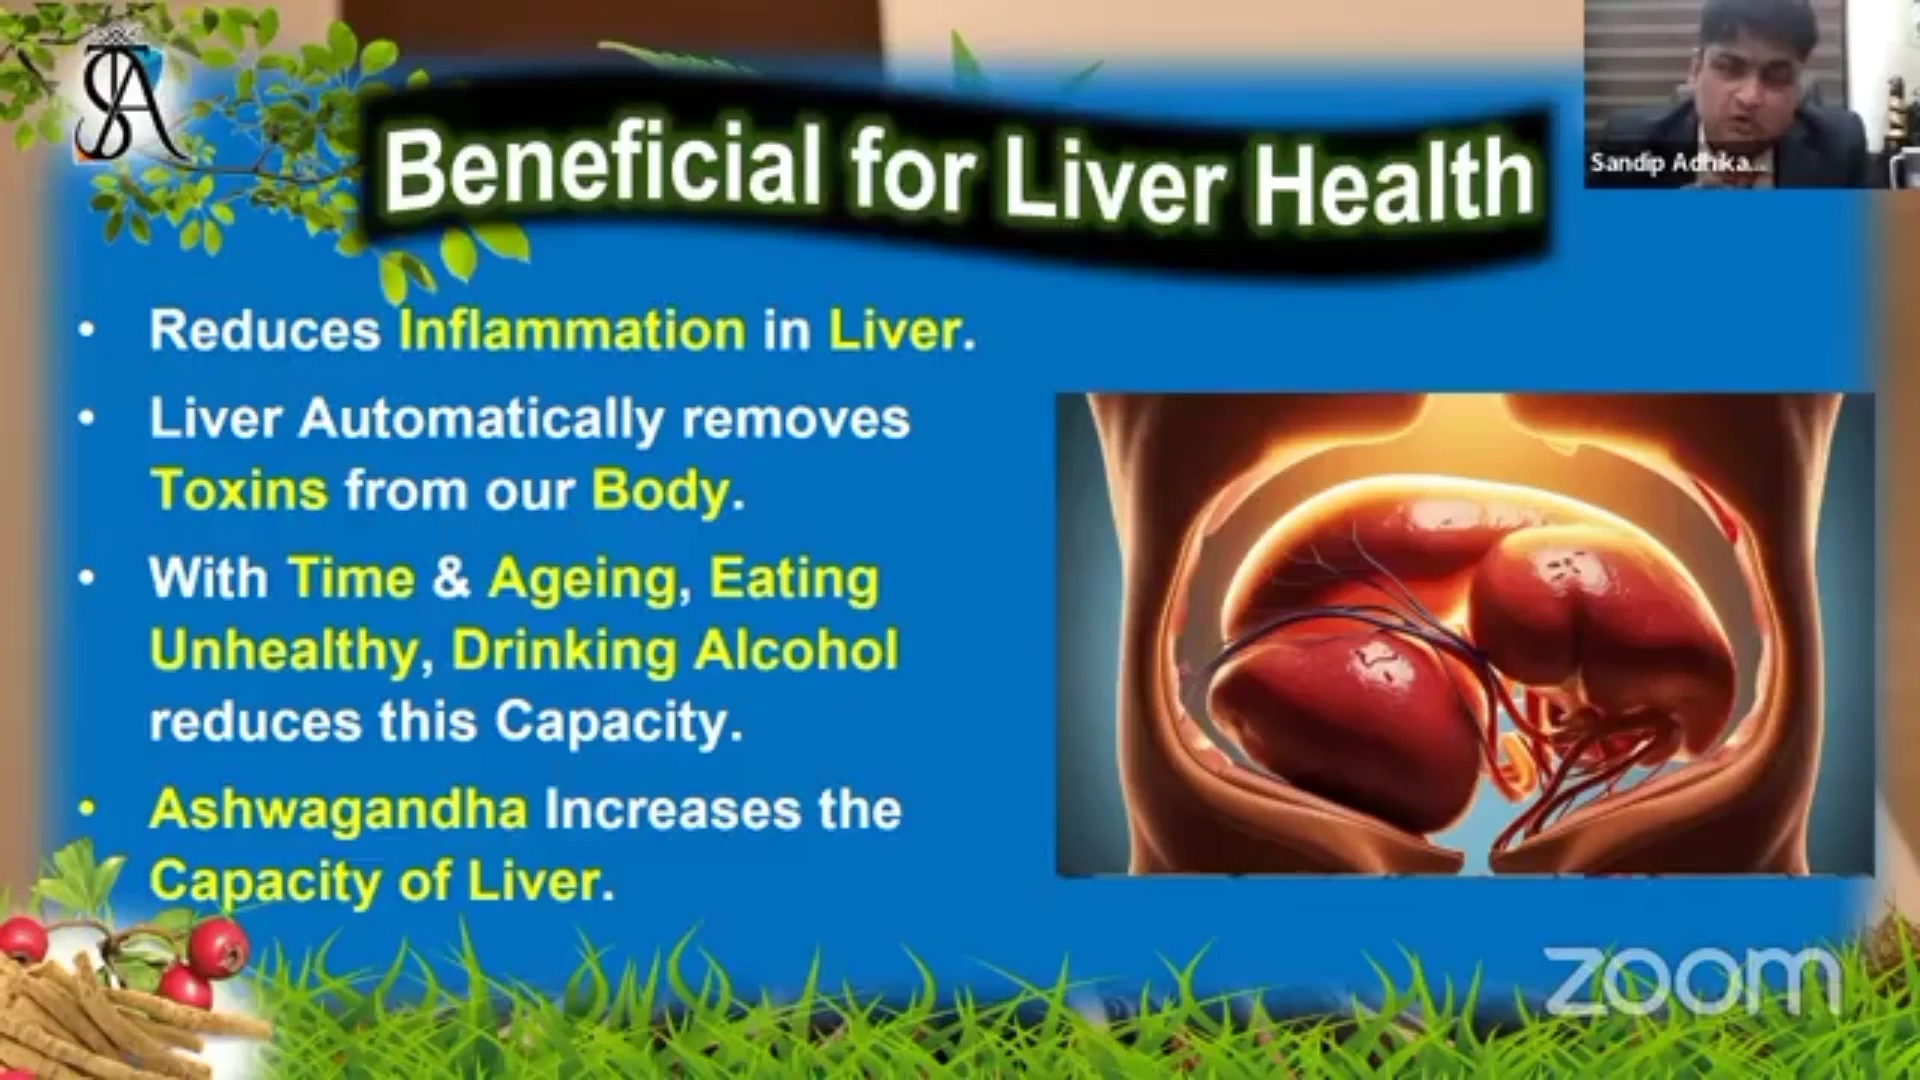 STA
Beneficial for Liver Health
Sandip Adhika...
• Reduces Inflammation in Liver.
• Liver Automatically removes
Toxins from our Body.
• With Time & Ageing, Eating
Unhealthy, Drinking Alcohol
reduces this Capacity.
• Ashwagandha Increases the
Capacity of Liver.
zoom